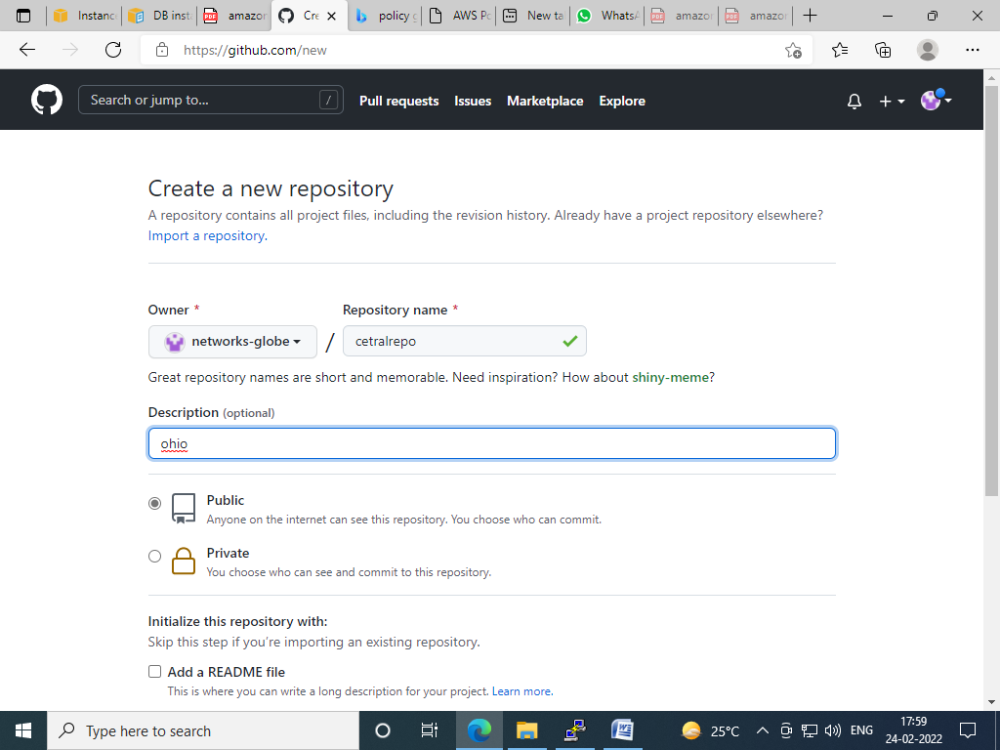 Instanc
DB inst
amazon
Cre
policy g
AWS Po
New ta
WhatsA
amazon
amazon
https://github.com/new
Search or jump to...
/
Pull requests
Issues
Marketplace
Explore
Create a new repository
A repository contains all project files, including the revision history. Already have a project repository elsewhere?
Import a repository.
Owner *
Repository name *
networks-globe
/
cetralrepo
Great repository names are short and memorable. Need inspiration? How about shiny-meme?
Description (optional)
ohio
Public
Anyone on the internet can see this repository. You choose who can commit.
Private
You choose who can see and commit to this repository.
Initialize this repository with:
Skip this step if you're importing an existing repository.
Add a README file
This is where you can write a long description for your project. Learn more.
Type here to search
25°C
ENG
17:59
24-02-2022